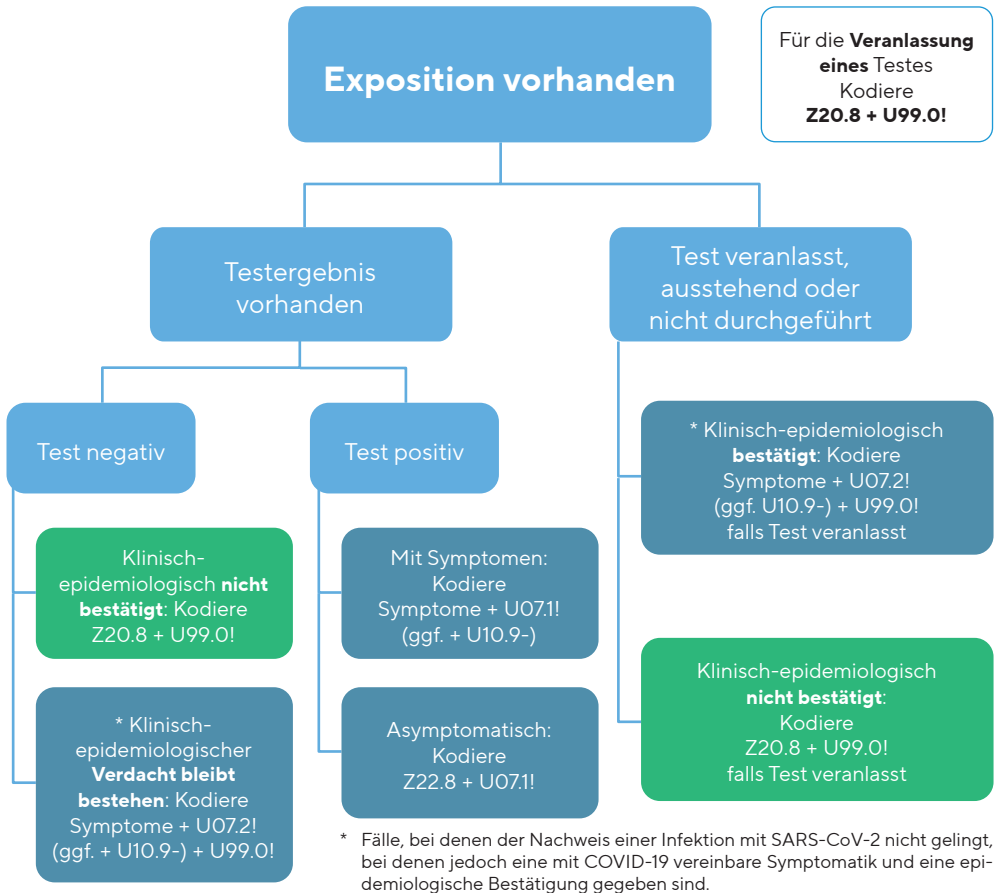 Exposition vorhanden
Für die Veranlassung
eines Testes
Kodiere
Z20.8 + U99.0!
Testergebnis
vorhanden
Test veranlasst,
ausstehend oder
nicht durchgeführt
Test negativ
Test positiv
* Klinisch-epidemiologisch
bestätigt: Kodiere
Symptome + U07.2!
(ggf. U10.9-) + U99.0!
falls Test veranlasst
Klinisch-
epidemiologisch nicht
bestätigt: Kodiere
Z20.8 + U99.0!
Mit Symptomen:
Kodiere
Symptome + U07.1!
(ggf. + U10.9-)
Klinisch-epidemiologisch
nicht bestätigt:
Kodiere
Z20.8 + U99.0!
falls Test veranlasst
* Klinisch-
epidemiologischer
Verdacht bleibt
bestehen: Kodiere
Symptome + U07.2!
(ggf. + U10.9-) + U99.0!
Asymptomatisch:
Kodiere
Z22.8 + U07.1!
* Fälle, bei denen der Nachweis einer Infektion mit SARS-CoV-2 nicht gelingt,
bei denen jedoch eine mit COVID-19 vereinbare Symptomatik und eine epi-
demiologische Bestätigung gegeben sind.